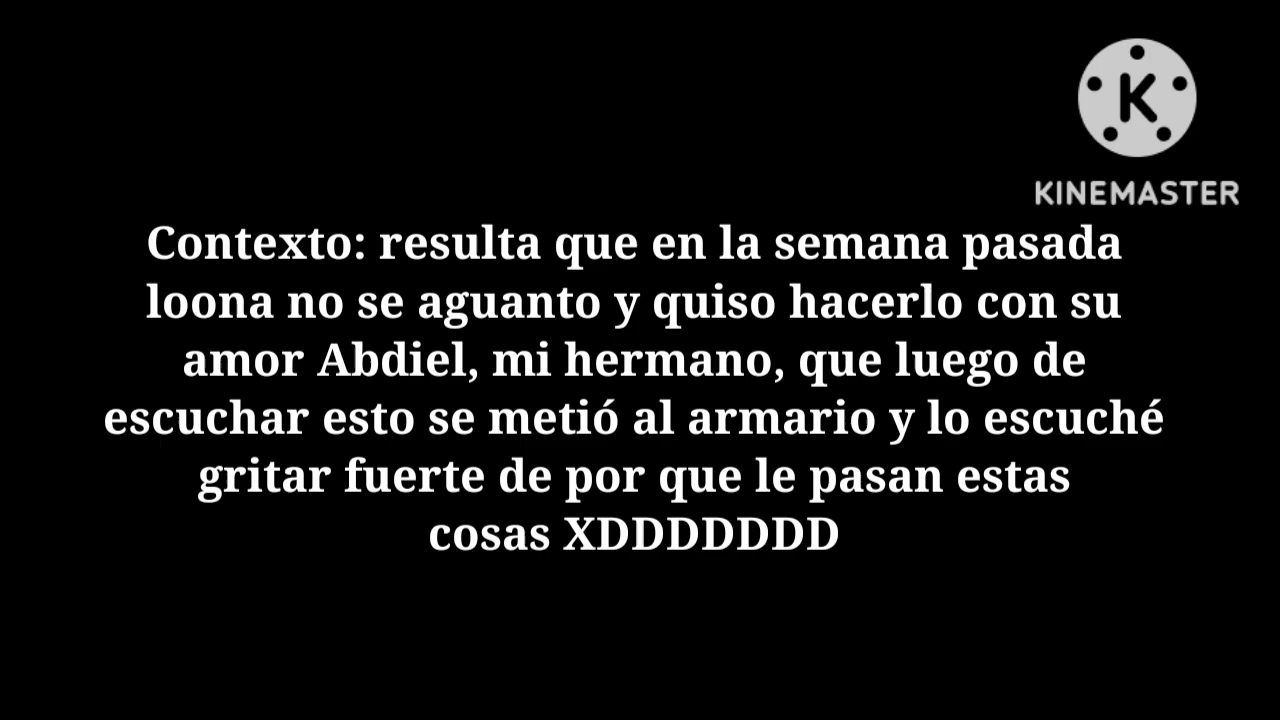 K
KINEMASTER
Contexto: resulta que en la semana pasada
loona no se aguanto y quiso hacerlo con su
amor Abdiel, mi hermano, que luego de
escuchar esto se metió al armario y lo escuché
gritar fuerte de por que le pasan estas
cosas XDDDDDDD